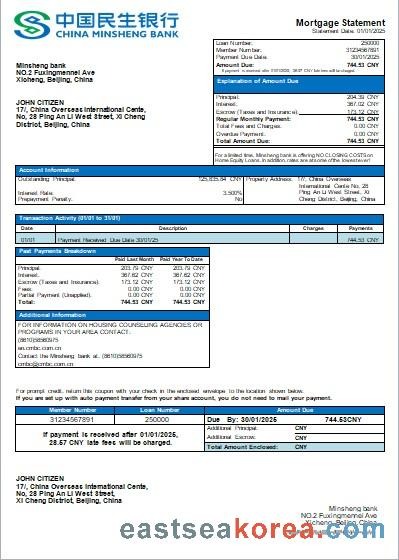 中国民生银行
CHINA MINSHENG BANK
Mortgage Statement
Statement Date: 01/01/2025
Loan Number: 250000
Member Number: 31234567891
Payment Due Date: 30/01/2025
Amount Due: 744.53 CNY
If payment is received after 01/01/2025, 28.57 CNY late fees will be charged.
Minsheng bank
NO.2 Fuxingmennei Ave
Xicheng, Beijing, China
Explanation of Amount Due
Principal: 204.39 CNY
Interest: 367.02 CNY
Escrow (Taxes and Insurance): 173.12 CNY
Regular Monthly Payment: 744.53 CNY
Total Fees and Charges: 0.00 CNY
Overdue Payment: 0.00 CNY
Total Amount Due: 744.53 CNY
JOHN CITIZEN
17/, China Overseas International Cente,
No, 28 Ping An Li West Street, Xi Cheng
District, Beijing, China
For a limited time, Minsheng bank is offering NO CLOSING COSTS on
Home Equity Loans. In addition, rates are at some of the lowest ever!
Account Information
Outstanding Principal: 125,835.84 CNY
Interest Rate: 3.500%
Prepayment Penalty: No
Property Address: 17/, China Overseas
International Cente No, 28
Ping An Li West Street, Xi
Cheng District, Beijing, China
Transaction Activity (01/01 to 31/01)
Date Description Charges Payments
01/01 Payment Received Due Date 30/01/25 744.53 CNY
Past Payments Breakdown
Paid Last Month Paid Year To Date
Principal: 203.79 CNY 203.79 CNY
Interest: 367.62 CNY 367.62 CNY
Escrow (Taxes and Insurance): 173.12 CNY 173.12 CNY
Fees: 0.00 CNY 0.00 CNY
Partial Payment (Unapplied): 0.00 CNY 0.00 CNY
Total: 744.53 CNY 744.53 CNY
Additional Information
FOR INFORMATION ON HOUSING COUNSELING AGENCIES OR
PROGRAMS IN YOUR AREA CONTACT:
(8610)58560975
en.cmbc.com.cn
Contact the Minsheng bank at: (8610)58560975
cmbc@cmbc.com.cn
For prompt credit, return this coupon with your check in the enclosed envelope to the location shown below.
If you are set up with auto payment transfer from your share account, you do not need to mail your payment.
Member Number Loan Number Amount Due
31234567891 250000 Due By: 30/01/2025 744.53CNY
If payment is received after 01/01/2025,
28.57 CNY late fees will be charged.
Additional Principal: CNY
Additional Escrow: CNY
Total Amount Enclosed: CNY
JOHN CITIZEN
17/, China Overseas International Cente,
No, 28 Ping An Li West Street,
Xi Cheng District, Beijing, China
Minsheng bank
NO.2 Fuxingmennei Ave
Xicheng, Beijing, China
eastseakorea.com